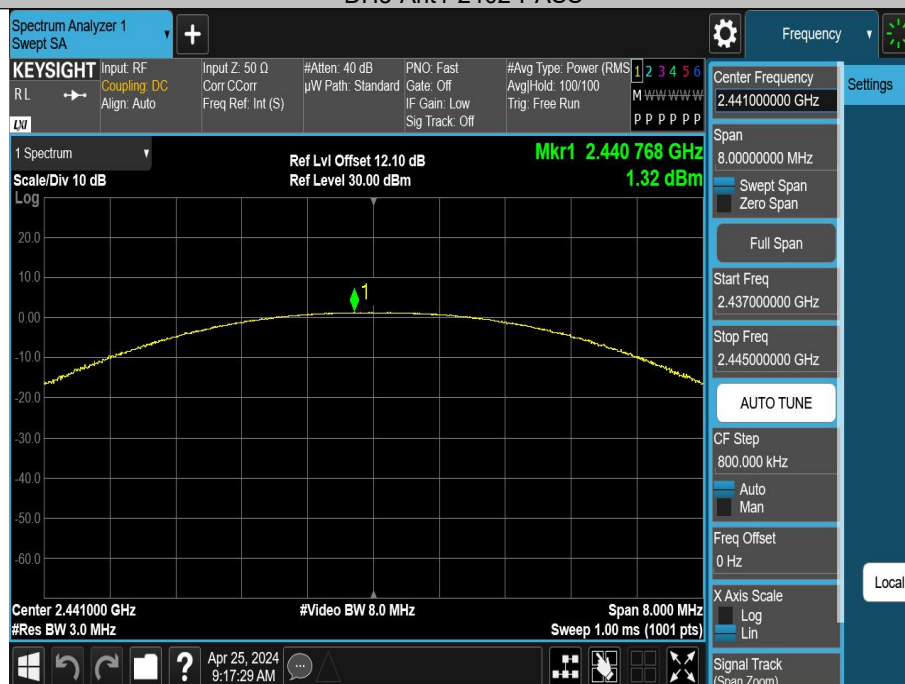 Spectrum Analyzer 1
Swept SA
Frequency
KEYSIGHT
RL
LXI
Input: RF
Coupling: DC
Align: Auto
Input Z: 50 Ω
Corr CCorr
Freq Ref: Int (S)
#Atten: 40 dB
µW Path: Standard
PNO: Fast
Gate: Off
IF Gain: Low
Sig Track: Off
#Avg Type: Power (RMS
Avg|Hold: 100/100
Trig: Free Run
1 2 3 4 5 6
M W W W W W
P P P P P P
1 Spectrum
Scale/Div 10 dB
Log
Ref Lvl Offset 12.10 dB
Ref Level 30.00 dBm
Mkr1 2.440 768 GHz
1.32 dBm
1
20.0
10.0
0.00
-10.0
-20.0
-30.0
-40.0
-50.0
-60.0
Center 2.441000 GHz
#Res BW 3.0 MHz
#Video BW 8.0 MHz
Span 8.000 MHz
Sweep 1.00 ms (1001 pts)
Apr 25, 2024
9:17:29 AM
Center Frequency
2.441000000 GHz
Span
8.00000000 MHz
Swept Span
Zero Span
Full Span
Start Freq
2.437000000 GHz
Stop Freq
2.445000000 GHz
AUTO TUNE
CF Step
800.000 kHz
Auto
Man
Freq Offset
0 Hz
X Axis Scale
Log
Lin
Signal Track
(Span Zoom)
Settings
Local